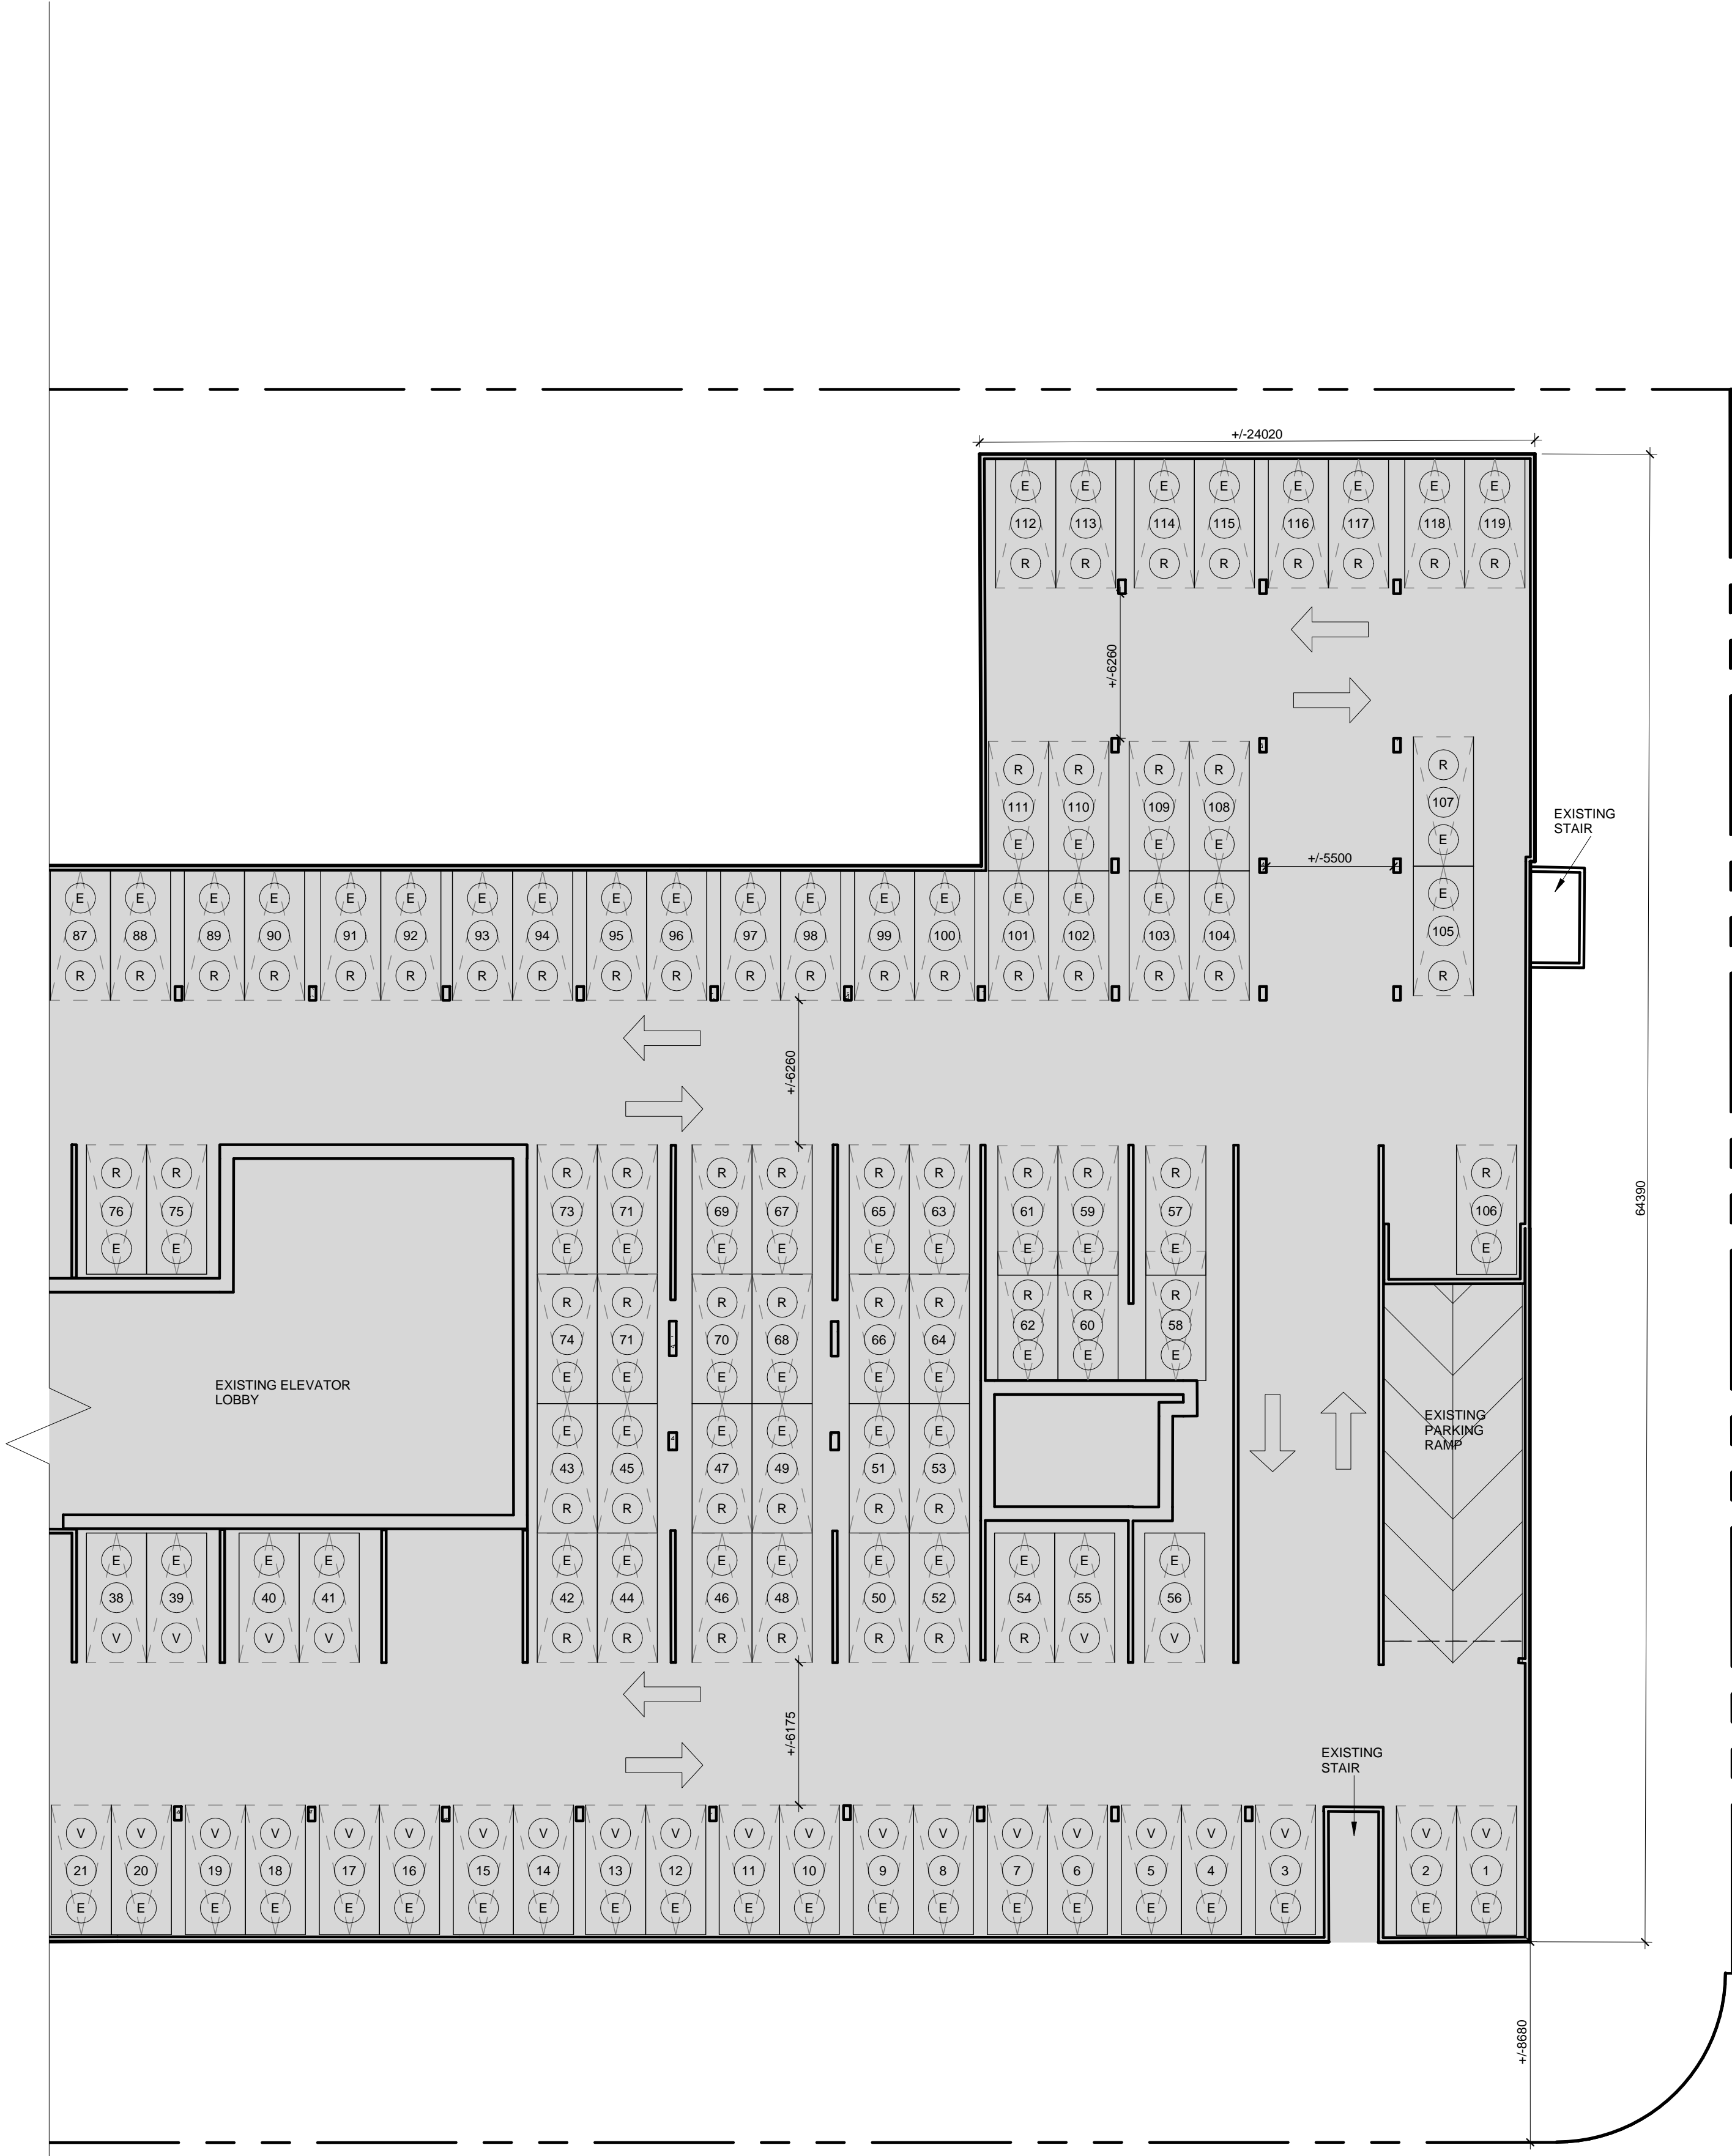 +/-24020
E E E E E E E E
112 113 114 115 116 117 118 119
R R R R R R R R
+/-6260
R R R R R
111 110 109 108 107
E E E E E
EXISTING
STAIR
+/-5500
E E E E E E E E E E E E E E E E E E E
87 88 89 90 91 92 93 94 95 96 97 98 99 100 101 102 103 104 105
R R R R R R R R R R R R R R R R R R R
+/-6260
64390
R R R R R R R R R R R R
76 75 73 71 69 67 65 63 61 59 57 106
E E E E E E E E E E E E
R R R R R R R R R
74 71 70 68 66 64 62 60 58
E E E E E E E E E
EXISTING ELEVATOR
LOBBY
EXISTING
PARKING
RAMP
E E E E E E
43 45 47 49 51 53
R R R R R R
E E E E E E E E E E E E E
38 39 40 41 42 44 46 48 50 52 54 55 56
V V V V R R R R R R R V V
+/-6175
EXISTING
STAIR
V V V V V V V V V V V V V V V V V V V V V
21 20 19 18 17 16 15 14 13 12 11 10 9 8 7 6 5 4 3 2 1
E E E E E E E E E E E E E E E E E E E E E
+/-8680